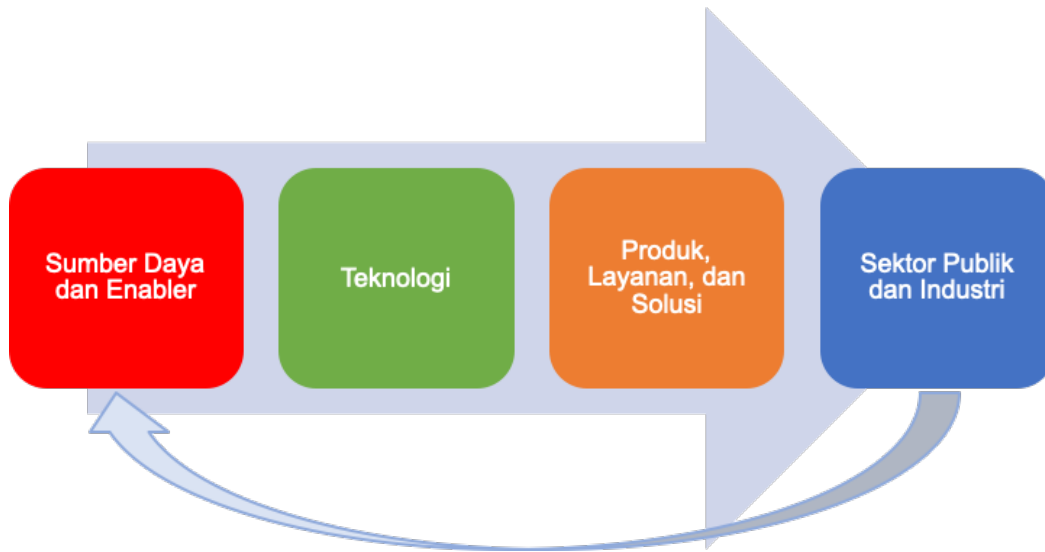 Sumber Daya
dan Enabler
Teknologi
Produk,
Layanan, dan
Solusi
Sektor Publik
dan Industri